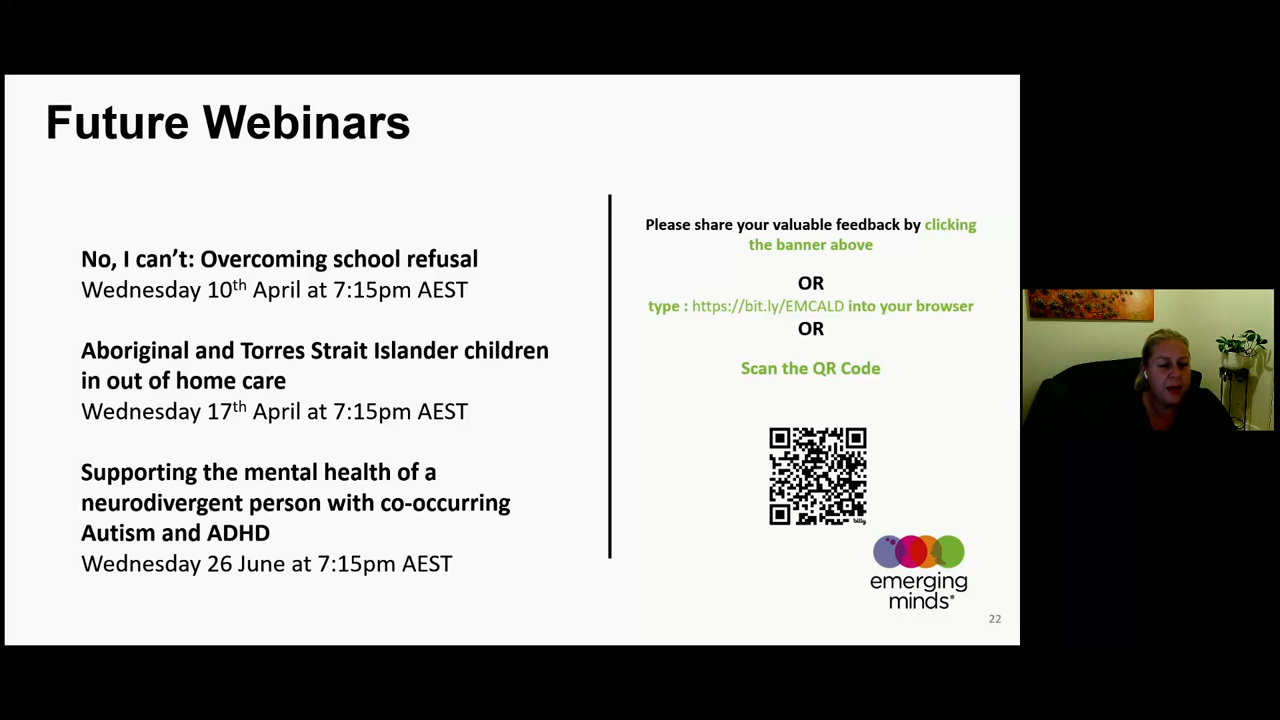 Future Webinars
No, I can’t: Overcoming school refusal
Wednesday 10th April at 7:15pm AEST
Aboriginal and Torres Strait Islander children
in out of home care
Wednesday 17th April at 7:15pm AEST
Supporting the mental health of a
neurodivergent person with co-occurring
Autism and ADHD
Wednesday 26 June at 7:15pm AEST
Please share your valuable feedback by clicking
the banner above
OR
type : https://bit.ly/EMCALD into your browser
OR
Scan the QR Code
bitly
emerging
minds®
22